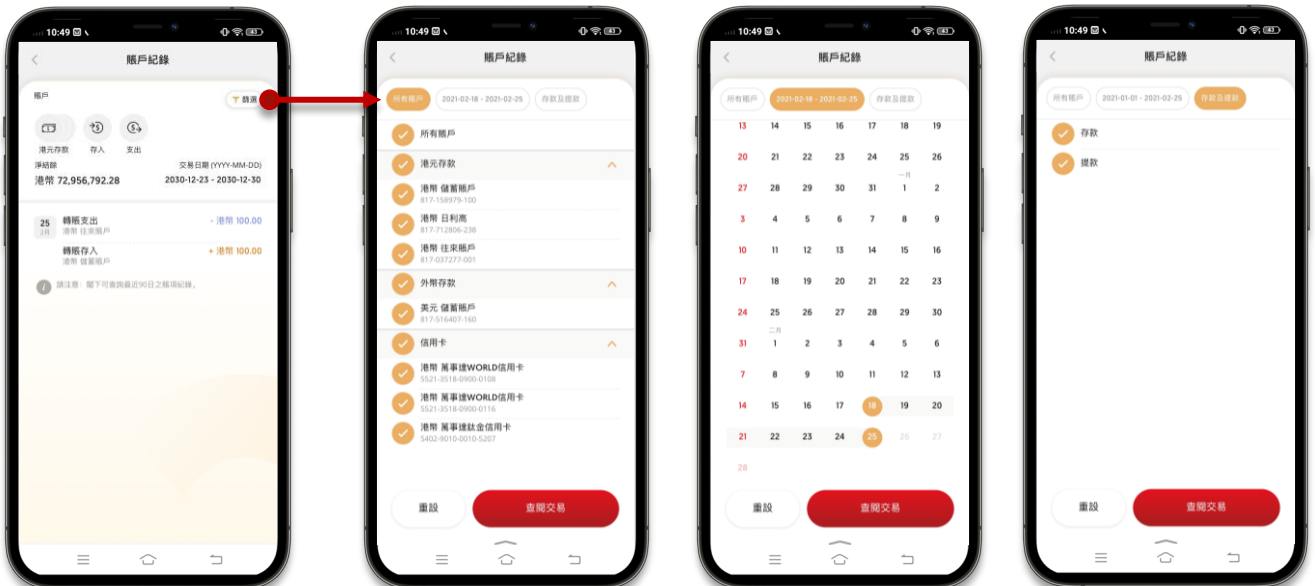 10:49
43
賬戶紀錄
賬戶
篩選
港元存款
存入
支出
淨結餘
交易日期 (YYYY-MM-DD)
港幣 72,956,792.28
2030-12-23 - 2030-12-30
25
2月
轉賬支出
- 港幣 100.00
港幣 往來賬戶
轉賬存入
+ 港幣 100.00
港幣 儲蓄賬戶
請注意：閣下可查詢最近90日之賬項紀錄。
10:49
43
賬戶紀錄
所有賬戶
2021-02-18 - 2021-02-25
存款及提款
所有賬戶
港元存款
港幣 儲蓄賬戶
817-158979-100
港幣 日利高
817-712806-238
港幣 往來賬戶
817-037277-001
外幣存款
美元 儲蓄賬戶
817-516407-160
信用卡
港幣 萬事達WORLD信用卡
5521-3518-0900-0108
港幣 萬事達WORLD信用卡
5521-3518-0900-0116
港幣 萬事達鈦金信用卡
5402-9010-0010-5207
重設
查閱交易
10:49
43
賬戶紀錄
所有賬戶
2021-02-18 - 2021-02-25
存款及提款
13 14 15 16 17 18 19
20 21 22 23 24 25 26
一月
27 28 29 30 31 1 2
3 4 5 6 7 8 9
10 11 12 13 14 15 16
17 18 19 20 21 22 23
24 25 26 27 28 29 30
二月
31 1 2 3 4 5 6
7 8 9 10 11 12 13
14 15 16 17 18 19 20
21 22 23 24 25 26 27
28
重設
查閱交易
10:49
43
賬戶紀錄
所有賬戶
2021-01-01 - 2021-02-25
存款及提款
存款
提款
重設
查閱交易